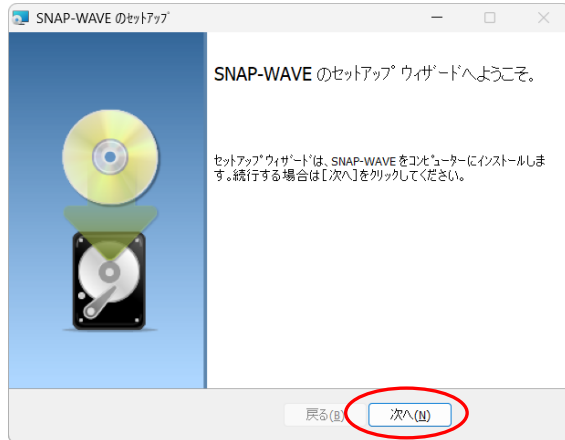 SNAP-WAVE のｾｯﾄｱｯﾌﾟ
SNAP-WAVE のｾｯﾄｱｯﾌﾟ ｳｨｻﾞｰﾄﾞへようこそ。
ｾｯﾄｱｯﾌﾟｳｨｻﾞｰﾄﾞは、SNAP-WAVE をｺﾝﾋﾟｭｰﾀｰにｲﾝｽﾄｰﾙしま
す。続行する場合は[次へ]をｸﾘｯｸしてください。
戻る(B)
次へ(N)